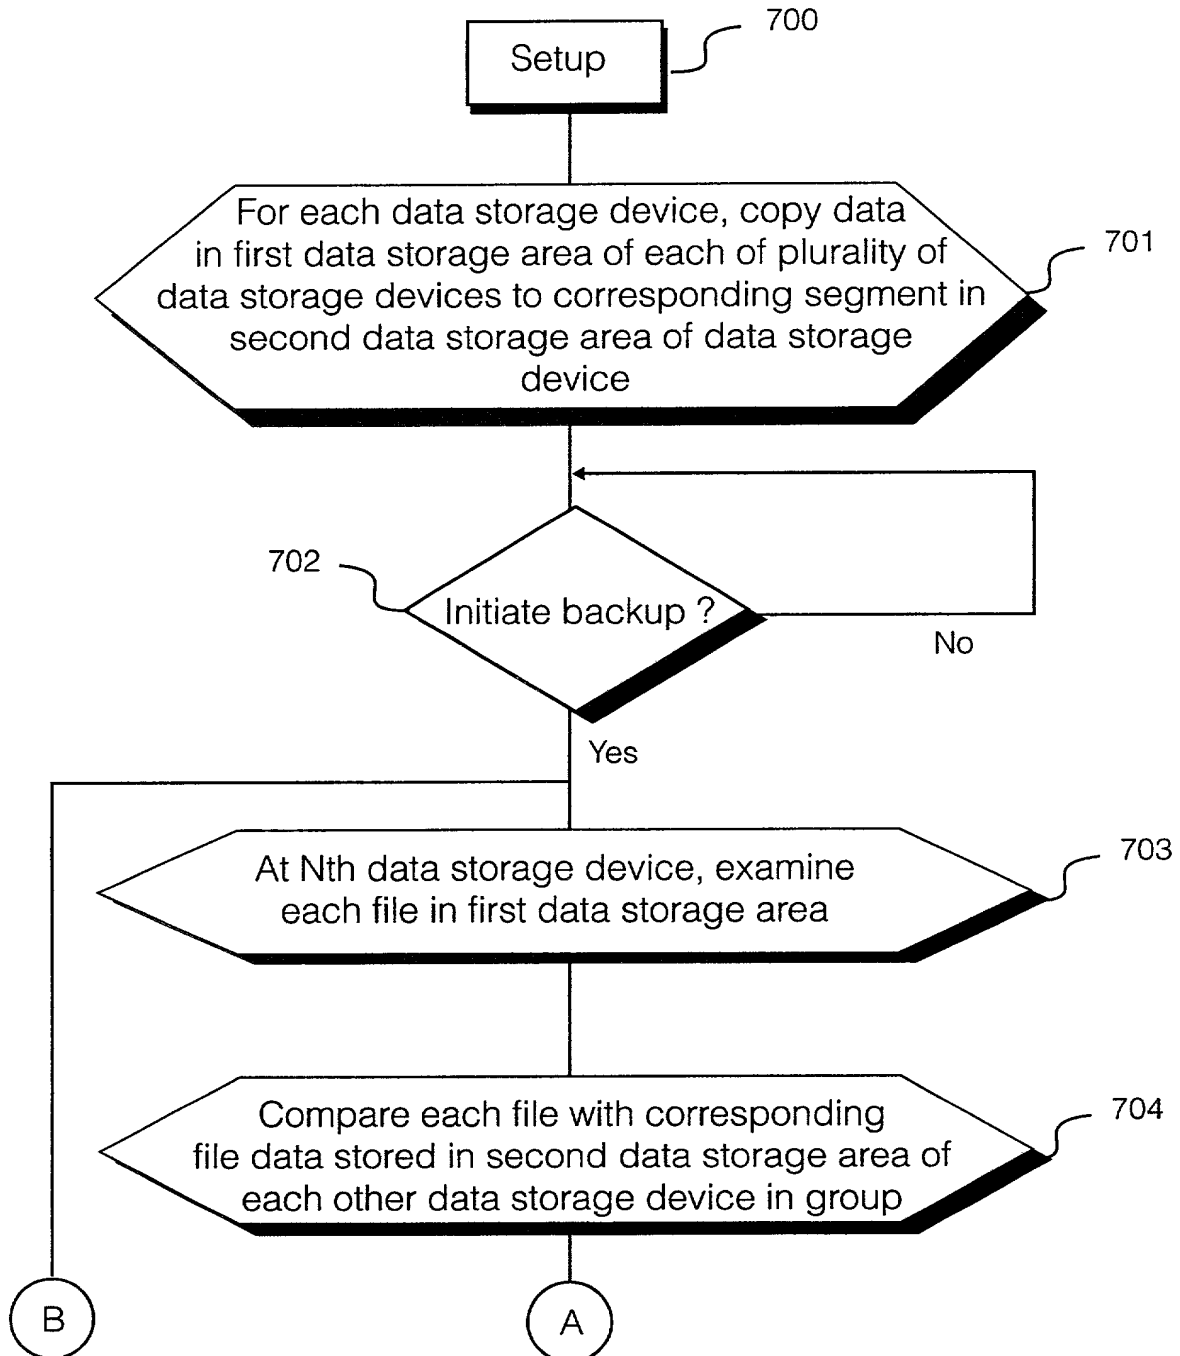 700
Setup
For each data storage device, copy data
in first data storage area of each of plurality of
data storage devices to corresponding segment in
second data storage area of data storage
device
701
702
Initiate backup ?
No
Yes
At Nth data storage device, examine
each file in first data storage area
703
Compare each file with corresponding
file data stored in second data storage area of
each other data storage device in group
704
B
A